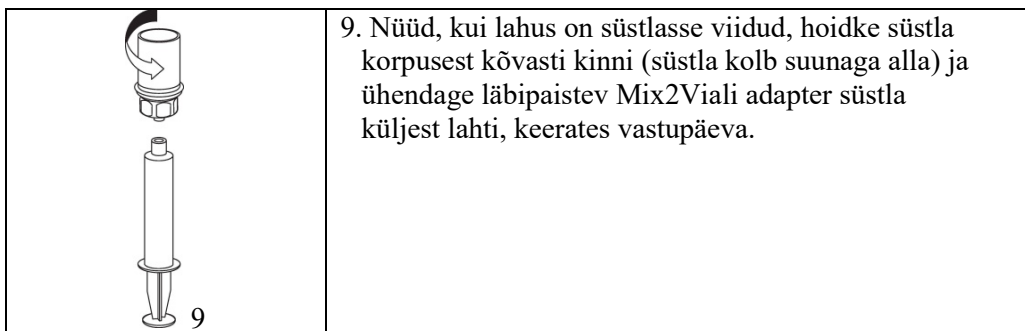 9. Nüüd, kui lahus on süstlasse viidud, hoidke süstla
korpusest kõvasti kinni (süstla kolb suunaga alla) ja
ühendage läbipaistev Mix2Viali adapter süstla
küljest lahti, keerates vastupäeva.
9